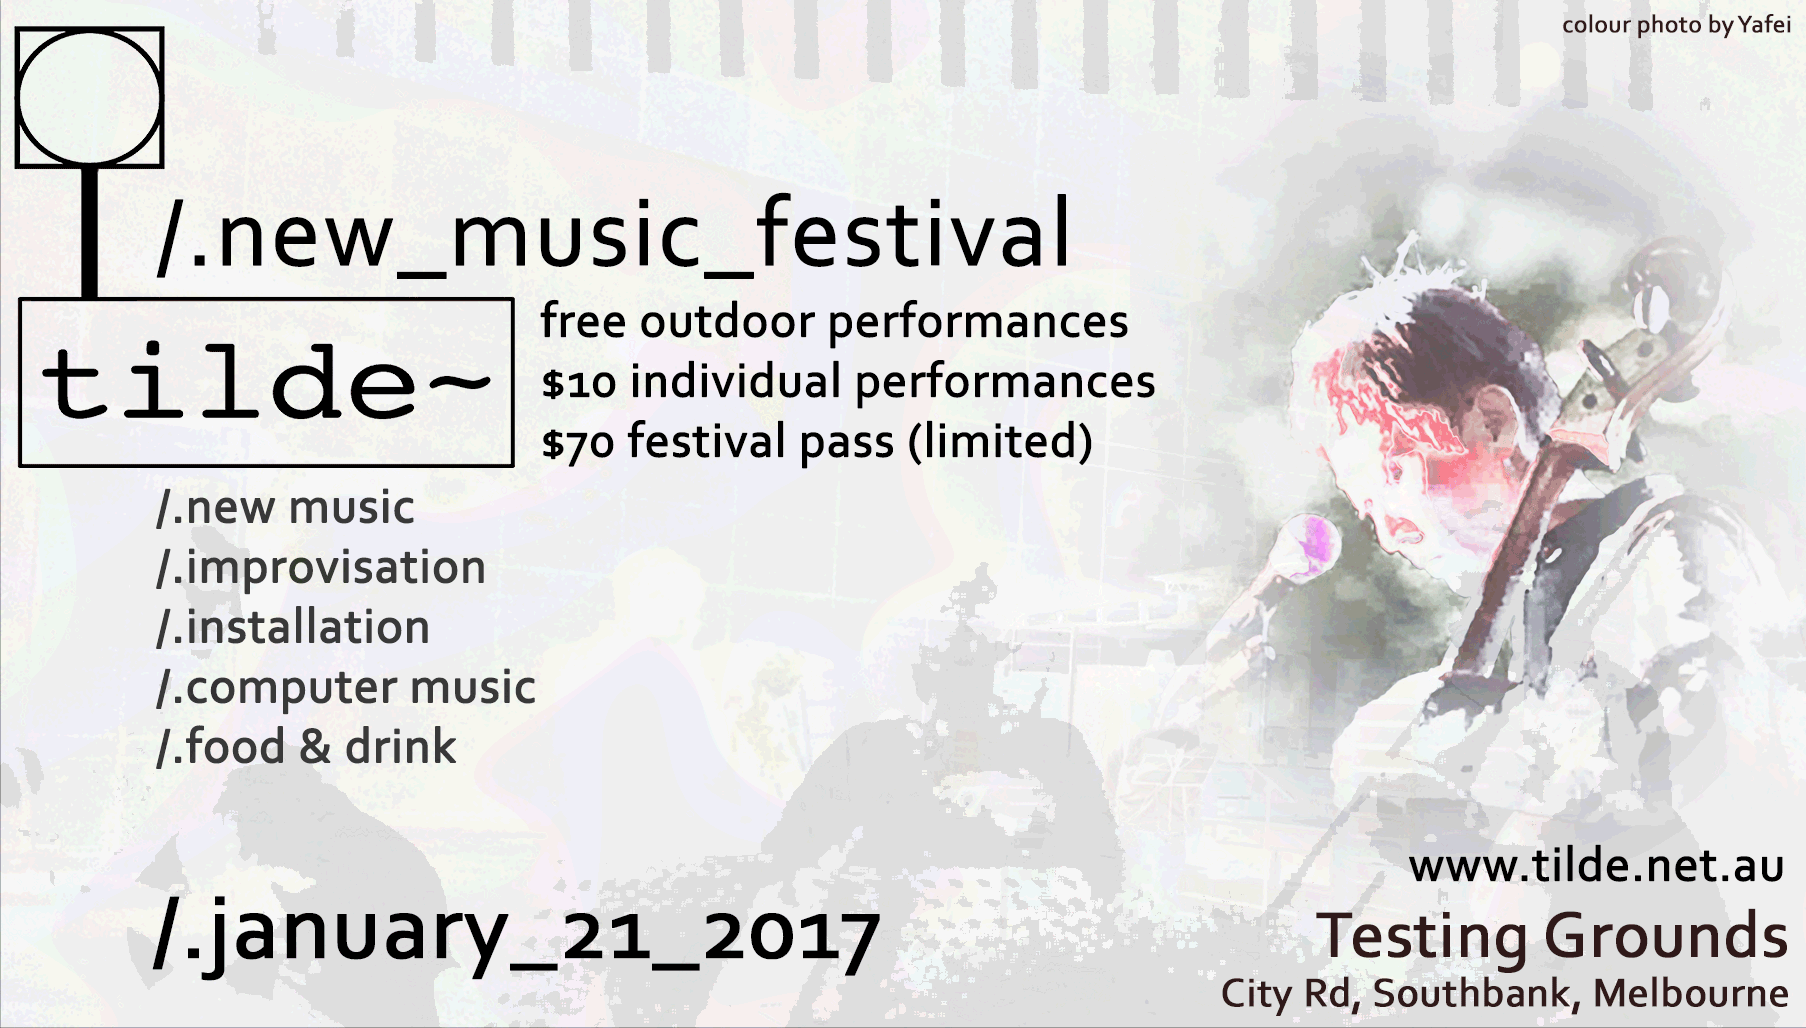 colour photo by Yafei
/.new_music_festival
tilde~
free outdoor performances
$10 individual performances
$70 festival pass (limited)
/.new music
/.improvisation
/.installation
/.computer music
/.food & drink
/.january_21_2017
www.tilde.net.au
Testing Grounds
City Rd, Southbank, Melbourne